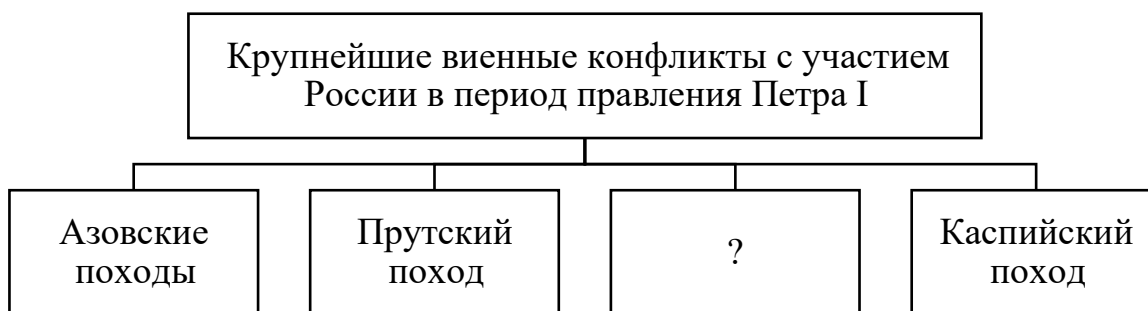 Крупнейшие виенные конфликты с участием
России в период правления Петра I
Азовские
походы
Прутский
поход
?
Каспийский
поход